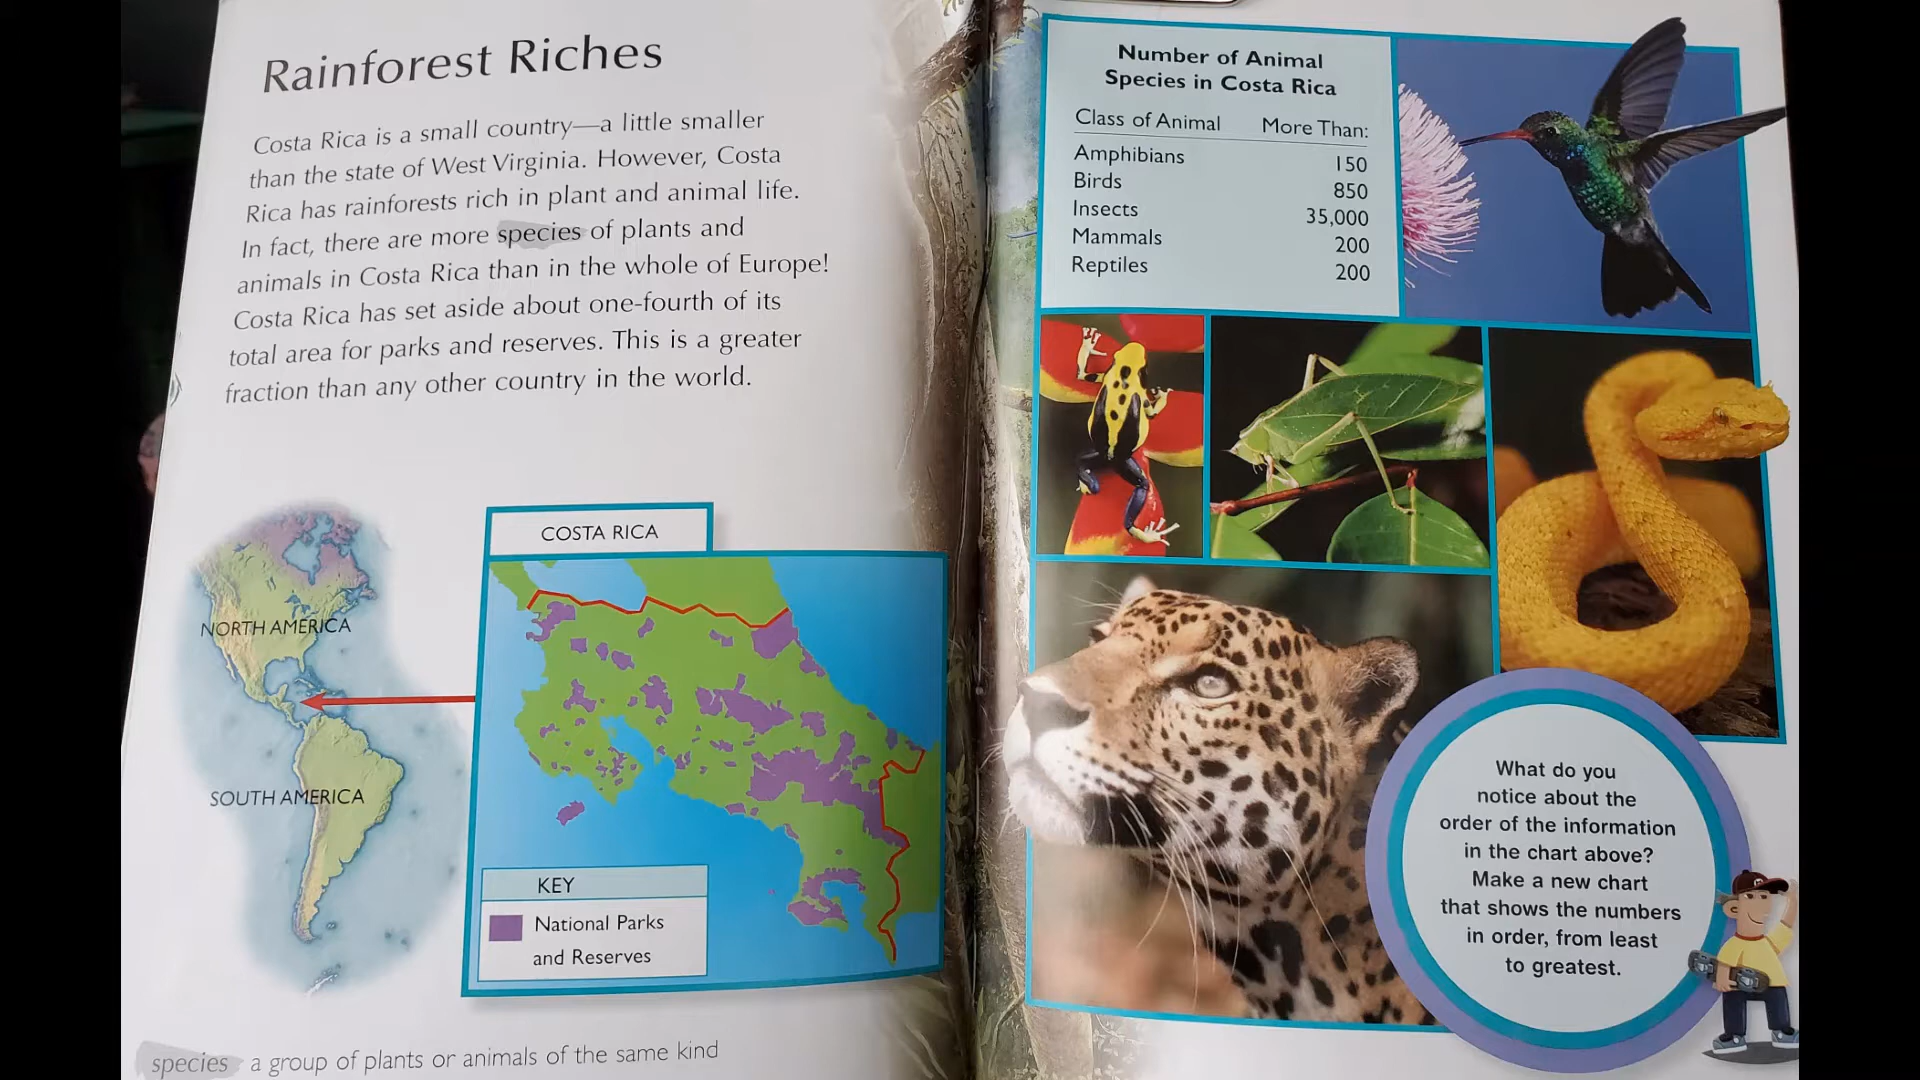 Rainforest Riches
Costa Rica is a small country—a little smaller
than the state of West Virginia. However, Costa
Rica has rainforests rich in plant and animal life.
In fact, there are more species of plants and
animals in Costa Rica than in the whole of Europe!
Costa Rica has set aside about one-fourth of its
total area for parks and reserves. This is a greater
fraction than any other country in the world.
NORTH AMERICA
SOUTH AMERICA
COSTA RICA
KEY
National Parks
and Reserves
species a group of plants or animals of the same kind
Number of Animal
Species in Costa Rica
Class of Animal More Than:
Amphibians 150
Birds 850
Insects 35,000
Mammals 200
Reptiles 200
What do you
notice about the
order of the information
in the chart above?
Make a new chart
that shows the numbers
in order, from least
to greatest.